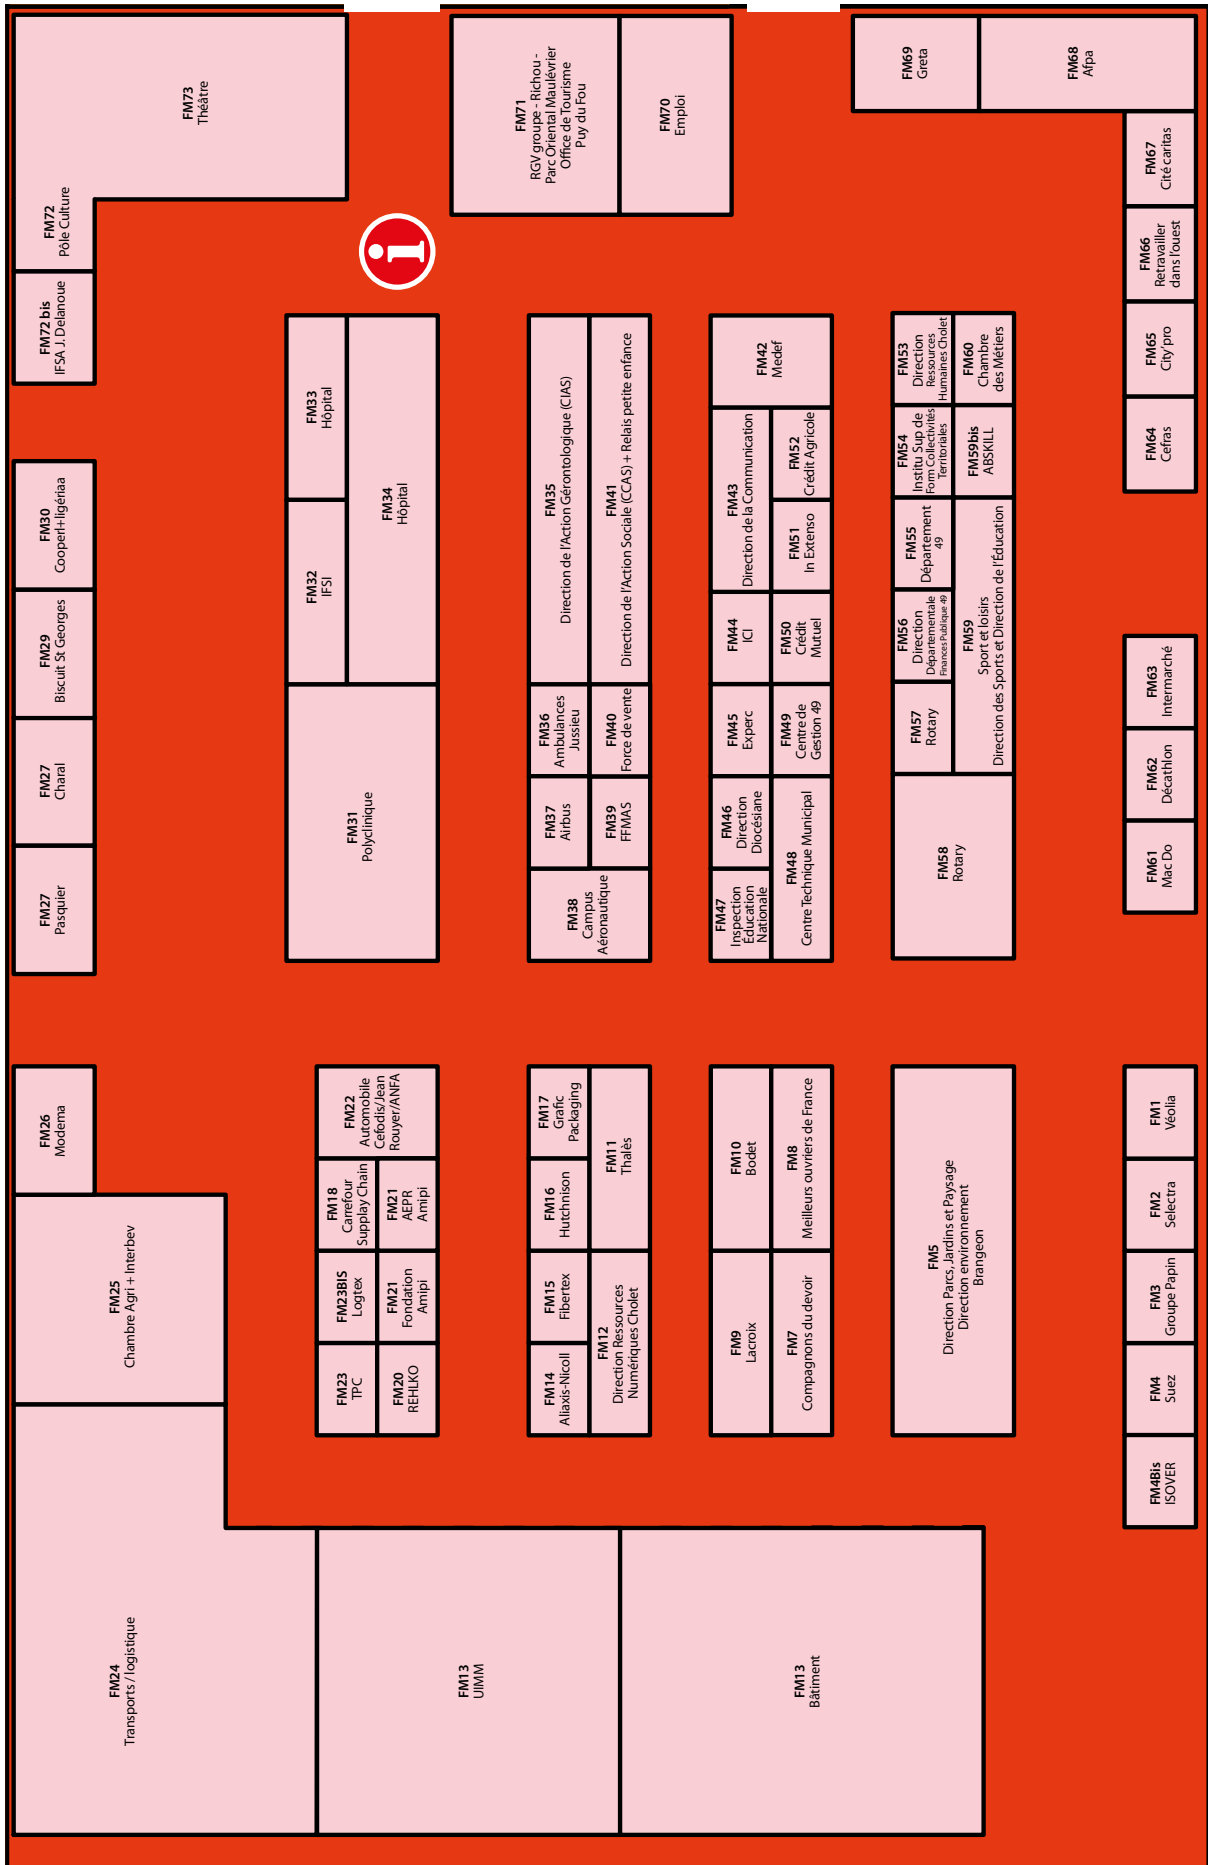 FM73
Théâtre
FM72
Pôle Culture
FM72 bis
IFSA J. Delanoue
FM71
RGV groupe - Richou -
Parc Oriental Maulévrier
Office de Tourisme
Puy du Fou
FM70
Emploi
FM69
Greta
FM68
Afpa
FM67
Cité caritas
FM66
Retravailler
dans l'ouest
FM65
City'pro
FM64
Cefras
i
FM30
Cooperl+ligériaa
FM29
Biscuit St Georges
FM27
Charal
FM27
Pasquier
FM33
Hôpital
FM34
Hôpital
FM32
IFSI
FM31
Polyclinique
FM35
Direction de l'Action Gérontologique (CIAS)
FM41
Direction de l'Action Sociale (CCAS) + Relais petite enfance
FM36
Ambulances
Jussieu
FM40
Force de vente
FM37
Airbus
FM39
FFMAS
FM38
Campus
Aéronautique
FM42
Medef
FM43
Direction de la Communication
FM52
Crédit Agricole
FM51
In Extenso
FM44
ICI
FM50
Crédit
Mutuel
FM45
Experc
FM49
Centre de
Gestion 49
FM46
Direction
Diocésiane
FM47
Inspection
Éducation
Nationale
FM48
Centre Technique Municipal
FM53
Direction
Ressources
Humaines Cholet
FM60
Chambre
des Métiers
FM54
Institu Sup de
Form Collectivités
Territoriales
FM59bis
ABSKILL
FM55
Département
49
FM56
Direction
Départementale
Finances Publique 49
FM59
Sport et loisirs
Direction des Sports et Direction de l'Éducation
FM57
Rotary
FM58
Rotary
FM63
Intermarché
FM62
Décathlon
FM61
Mac Do
FM26
Modema
FM25
Chambre Agri + Interbev
FM24
Transports / logistique
FM22
Automobile
Cefodis/Jean
Rouyer/ANFA
FM18
Carrefour
Supplay Chain
FM21
AEPR
Amipi
FM23BIS
Logtex
FM21
Fondation
Amipi
FM23
TPC
FM20
REHLKO
FM17
Grafic
Packaging
FM11
Thalès
FM16
Hutchnison
FM15
Fibertex
FM12
Direction Ressources
Numériques Cholet
FM14
Aliaxis-Nicoll
FM10
Bodet
FM8
Meilleurs ouvriers de France
FM9
Lacroix
FM7
Compagnons du devoir
FM5
Direction Parcs, Jardins et Paysage
Direction environnement
Brangeon
FM1
Véolia
FM2
Selectra
FM3
Groupe Papin
FM4
Suez
FM4Bis
ISOVER
FM13
UIMM
FM13
Bâtiment